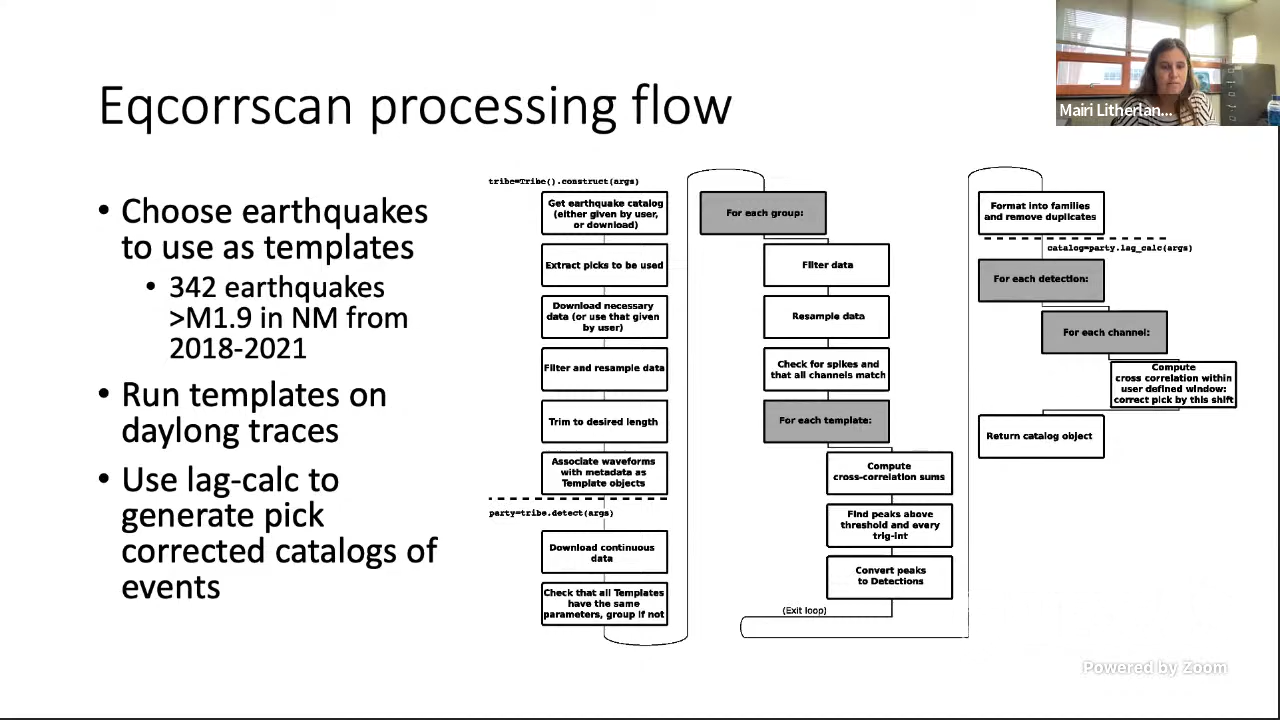 Eqcorrscan processing flow
Mairi Litherlan...
• Choose earthquakes
to use as templates
• 342 earthquakes
>M1.9 in NM from
2018-2021
• Run templates on
daylong traces
• Use lag-calc to
generate pick
corrected catalogs of
events
tribe=Tribe().construct(args)
Get earthquake catalog
(either given by user,
or download)
Extract picks to be used
Download necessary
data (or use that given
by user)
Filter and resample data
Trim to desired length
Associate waveforms
with metadata as
Template objects
party=tribe.detect(args)
Download continuous
data
Check that all Templates
have the same
parameters, group if not
For each group:
Filter data
Resample data
Check for spikes and
that all channels match
For each template:
Compute
cross-correlation sums
Find peaks above
threshold and every
trig-int
Convert peaks
to Detections
(Exit loop)
Format into families
and remove duplicates
catalog=party.lag_calc(args)
For each detection:
For each channel:
Compute
cross correlation within
user defined window:
correct pick by this shift
Return catalog object
Powered by Zoom